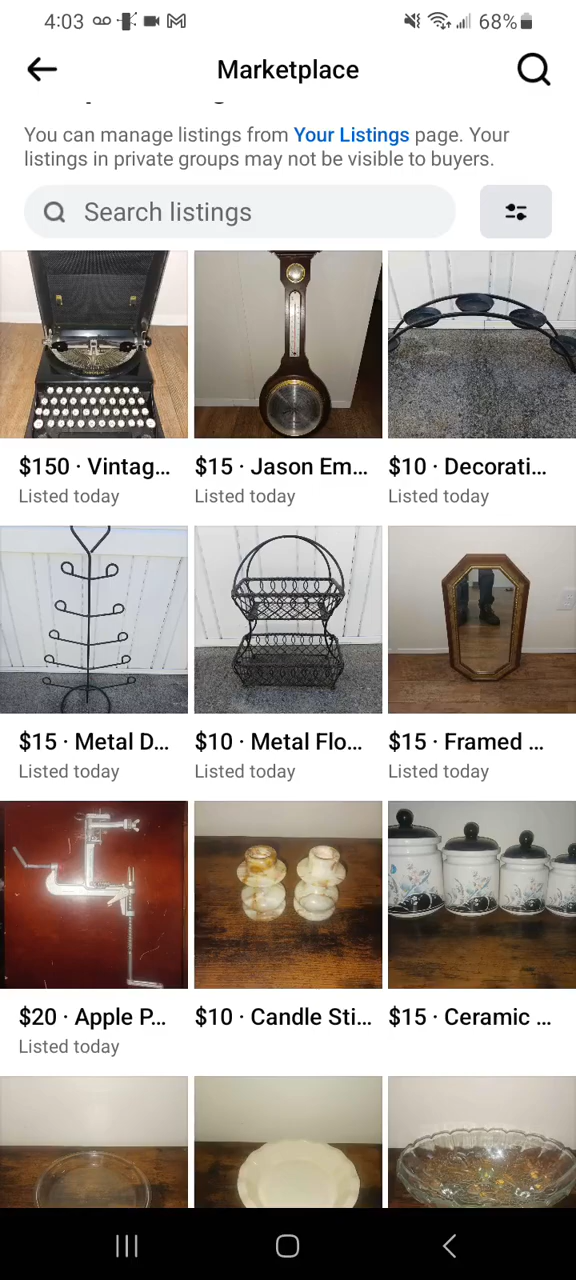 4:03
68%
Marketplace
You can manage listings from Your Listings page. Your
listings in private groups may not be visible to buyers.
Search listings
$150 · Vintag...
$15 · Jason Em...
$10 · Decorati...
Listed today
Listed today
Listed today
$15 · Metal D...
$10 · Metal Flo...
$15 · Framed ...
Listed today
Listed today
Listed today
$20 · Apple P...
$10 · Candle Sti...
$15 · Ceramic ...
Listed today